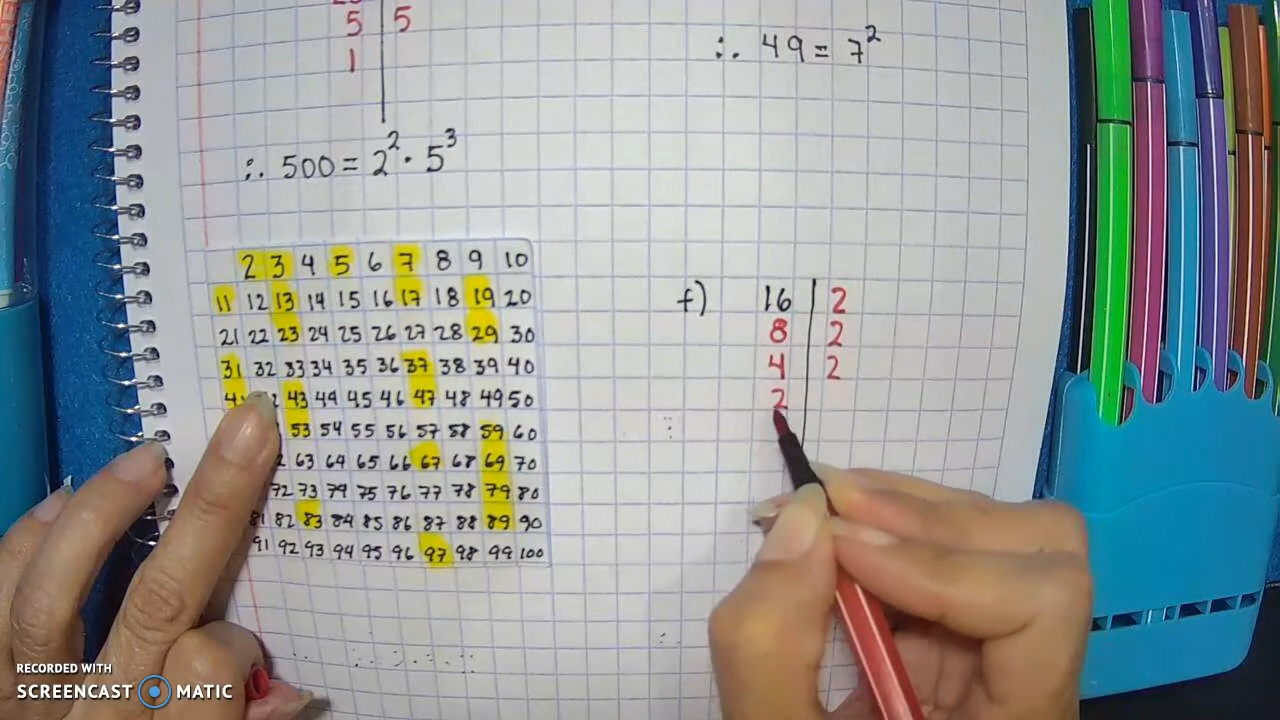 5 | 5
1 |
∴ 49 = 7²
∴ 500 = 2² · 5³
2 3 4 5 6 7 8 9 10
11 12 13 14 15 16 17 18 19 20
21 22 23 24 25 26 27 28 29 30
31 32 33 34 35 36 37 38 39 40
43 44 45 46 47 48 49 50
53 54 55 56 57 58 59 60
63 64 65 66 67 68 69 70
72 73 74 75 76 77 78 79 80
81 82 83 84 85 86 87 88 89 90
91 92 93 94 95 96 97 98 99 100
f) 16 | 2
8 | 2
4 | 2
2 |
RECORDED WITH
SCREENCAST MATIC